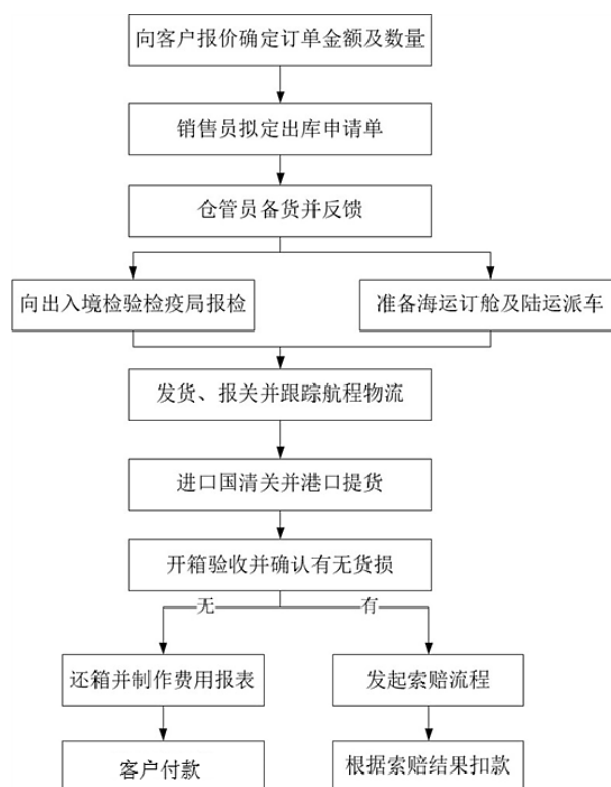 向客户报价确定订单金额及数量
销售员拟定出库申请单
仓管员备货并反馈
向出入境检验检疫局报检
准备海运订舱及陆运派车
发货、报关并跟踪航程物流
进口国清关并港口提货
开箱验收并确认有无货损
无
有
还箱并制作费用报表
发起索赔流程
客户付款
根据索赔结果扣款